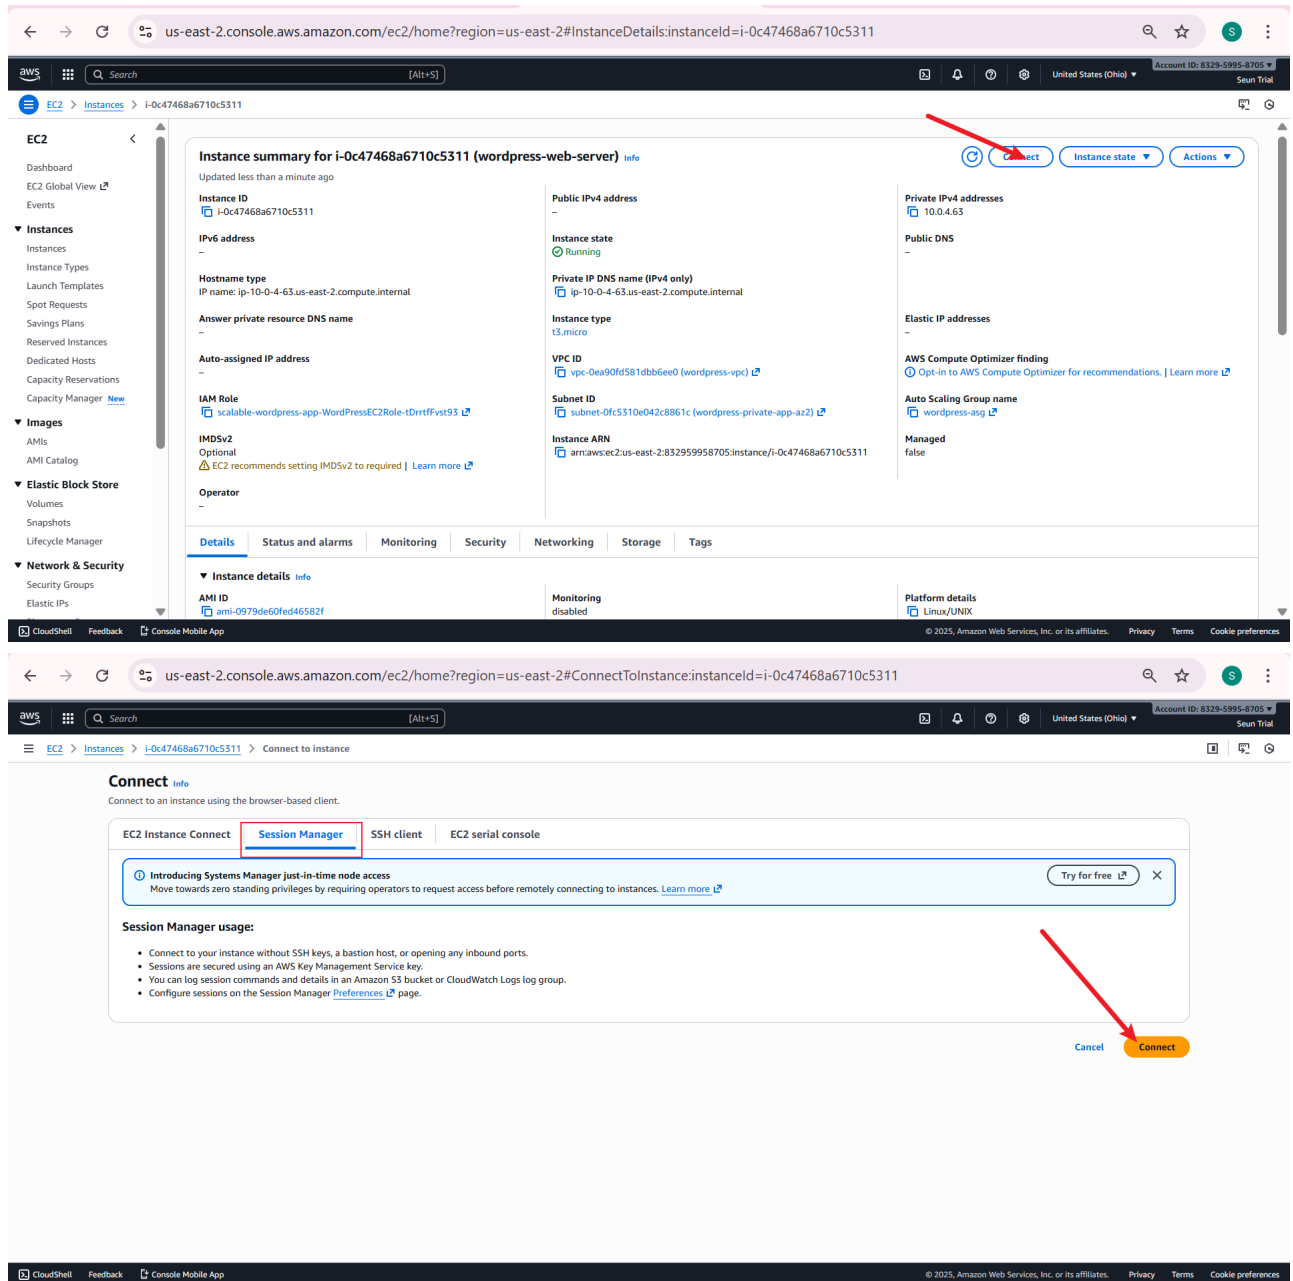 us-east-2.console.aws.amazon.com/ec2/home?region=us-east-2#InstanceDetails:instanceId=i-0c47468a6710c5311
S
aws
Search
[Alt+S]
United States (Ohio) ▼
Account ID: 8329-5995-8705 ▼
Seun Trial
EC2 > Instances > i-0c47468a6710c5311
EC2
Dashboard
EC2 Global View
Events
▼ Instances
Instances
Instance Types
Launch Templates
Spot Requests
Savings Plans
Reserved Instances
Dedicated Hosts
Capacity Reservations
Capacity Manager New
▼ Images
AMIs
AMI Catalog
▼ Elastic Block Store
Volumes
Snapshots
Lifecycle Manager
▼ Network & Security
Security Groups
Elastic IPs
Instance summary for i-0c47468a6710c5311 (wordpress-web-server) Info
Updated less than a minute ago
Connect
Instance state ▼
Actions ▼
Instance ID
i-0c47468a6710c5311
Public IPv4 address
–
Private IPv4 addresses
10.0.4.63
IPv6 address
–
Instance state
Running
Public DNS
–
Hostname type
IP name: ip-10-0-4-63.us-east-2.compute.internal
Private IP DNS name (IPv4 only)
ip-10-0-4-63.us-east-2.compute.internal
Answer private resource DNS name
–
Instance type
t3.micro
Elastic IP addresses
–
Auto-assigned IP address
–
VPC ID
vpc-0ea90fd581dbb6ee0 (wordpress-vpc)
AWS Compute Optimizer finding
Opt-in to AWS Compute Optimizer for recommendations. | Learn more
IAM Role
scalable-wordpress-app-WordPressEC2Role-tDrrtfFvst93
Subnet ID
subnet-0fc5310e042c8861c (wordpress-private-app-az2)
Auto Scaling Group name
wordpress-asg
IMDSv2
Optional
EC2 recommends setting IMDSv2 to required | Learn more
Instance ARN
arn:aws:ec2:us-east-2:832959958705:instance/i-0c47468a6710c5311
Managed
false
Operator
–
Details
Status and alarms
Monitoring
Security
Networking
Storage
Tags
▼ Instance details Info
AMI ID
ami-0979de60fed46582f
Monitoring
disabled
Platform details
Linux/UNIX
CloudShell Feedback Console Mobile App
© 2025, Amazon Web Services, Inc. or its affiliates. Privacy Terms Cookie preferences
us-east-2.console.aws.amazon.com/ec2/home?region=us-east-2#ConnectToInstance:instanceId=i-0c47468a6710c5311
S
aws
Search
[Alt+S]
United States (Ohio) ▼
Account ID: 8329-5995-8705 ▼
Seun Trial
EC2 > Instances > i-0c47468a6710c5311 > Connect to instance
Connect Info
Connect to an instance using the browser-based client.
EC2 Instance Connect
Session Manager
SSH client
EC2 serial console
Introducing Systems Manager just-in-time node access
Move towards zero standing privileges by requiring operators to request access before remotely connecting to instances. Learn more
Try for free
Session Manager usage:
• Connect to your instance without SSH keys, a bastion host, or opening any inbound ports.
• Sessions are secured using an AWS Key Management Service key.
• You can log session commands and details in an Amazon S3 bucket or CloudWatch Logs log group.
• Configure sessions on the Session Manager Preferences page.
Cancel
Connect
CloudShell Feedback Console Mobile App
© 2025, Amazon Web Services, Inc. or its affiliates. Privacy Terms Cookie preferences